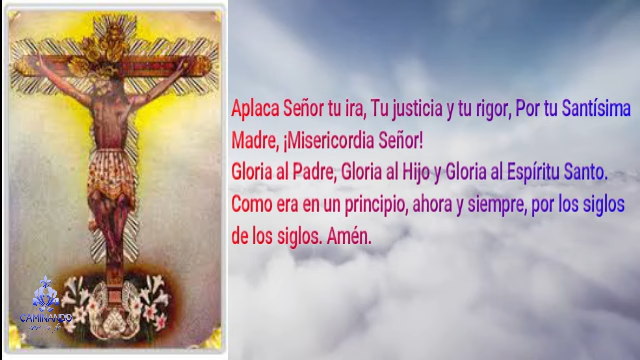 Aplaca Señor tu ira, Tu justicia y tu rigor, Por tu Santísima
Madre, ¡Misericordia Señor!
Gloria al Padre, Gloria al Hijo y Gloria al Espíritu Santo.
Como era en un principio, ahora y siempre, por los siglos
de los siglos. Amén.
CAMINANDO